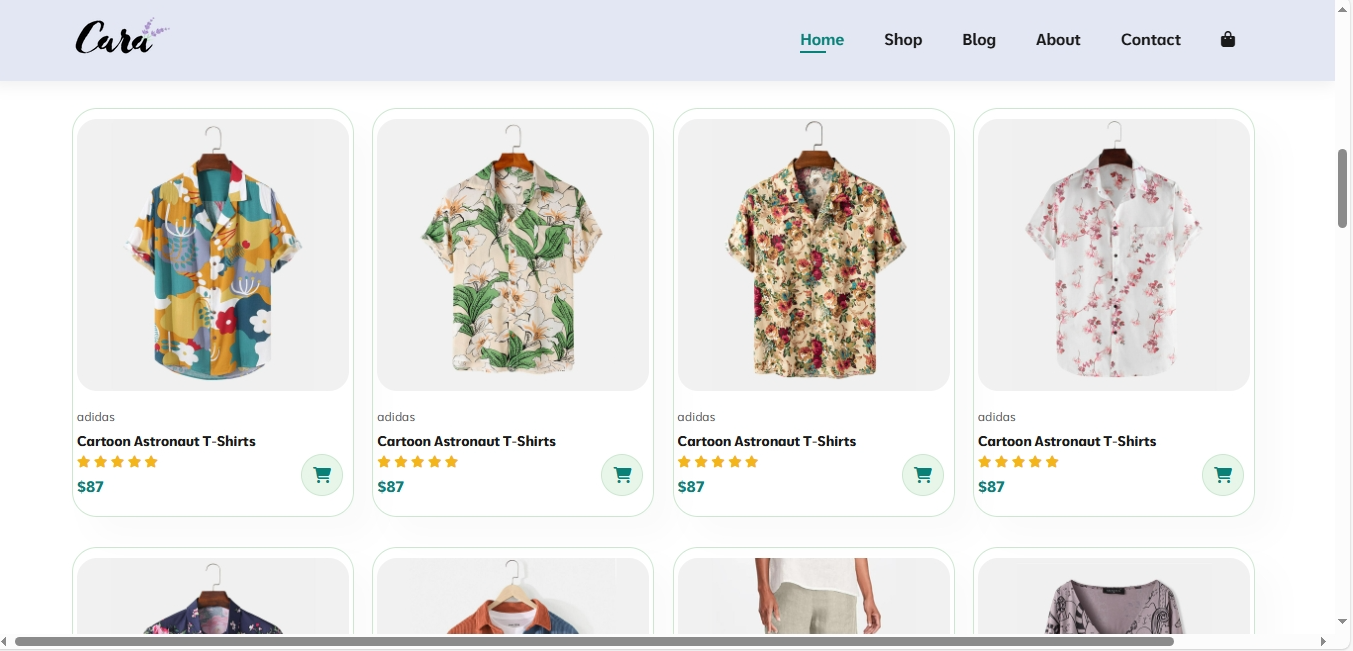 Cara
Home Shop Blog About Contact
adidas adidas adidas adidas
Cartoon Astronaut T-Shirts Cartoon Astronaut T-Shirts Cartoon Astronaut T-Shirts Cartoon Astronaut T-Shirts
$87 $87 $87 $87